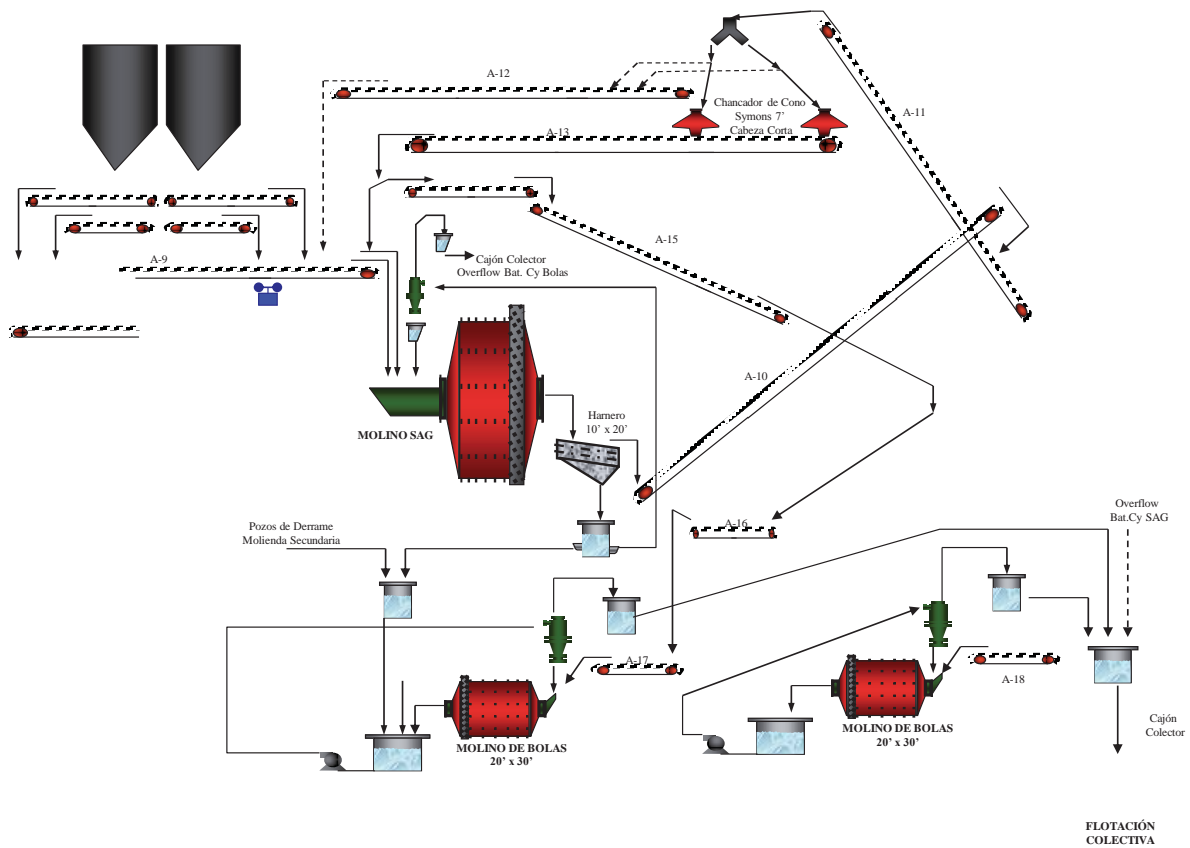 A-12
A-11
Chancador de Cono
Symons 7’
Cabeza Corta
A-13
A-15
A-9
Cajón Colector
Overflow Bat. Cy Bolas
A-10
MOLINO SAG
Harnero
10’ x 20’
Pozos de Derrame
Molienda Secundaria
A-16
Overflow
Bat.Cy SAG
A-17
A-18
MOLINO DE BOLAS
20’ x 30’
MOLINO DE BOLAS
20’ x 30’
Cajón
Colector
FLOTACIÓN
COLECTIVA